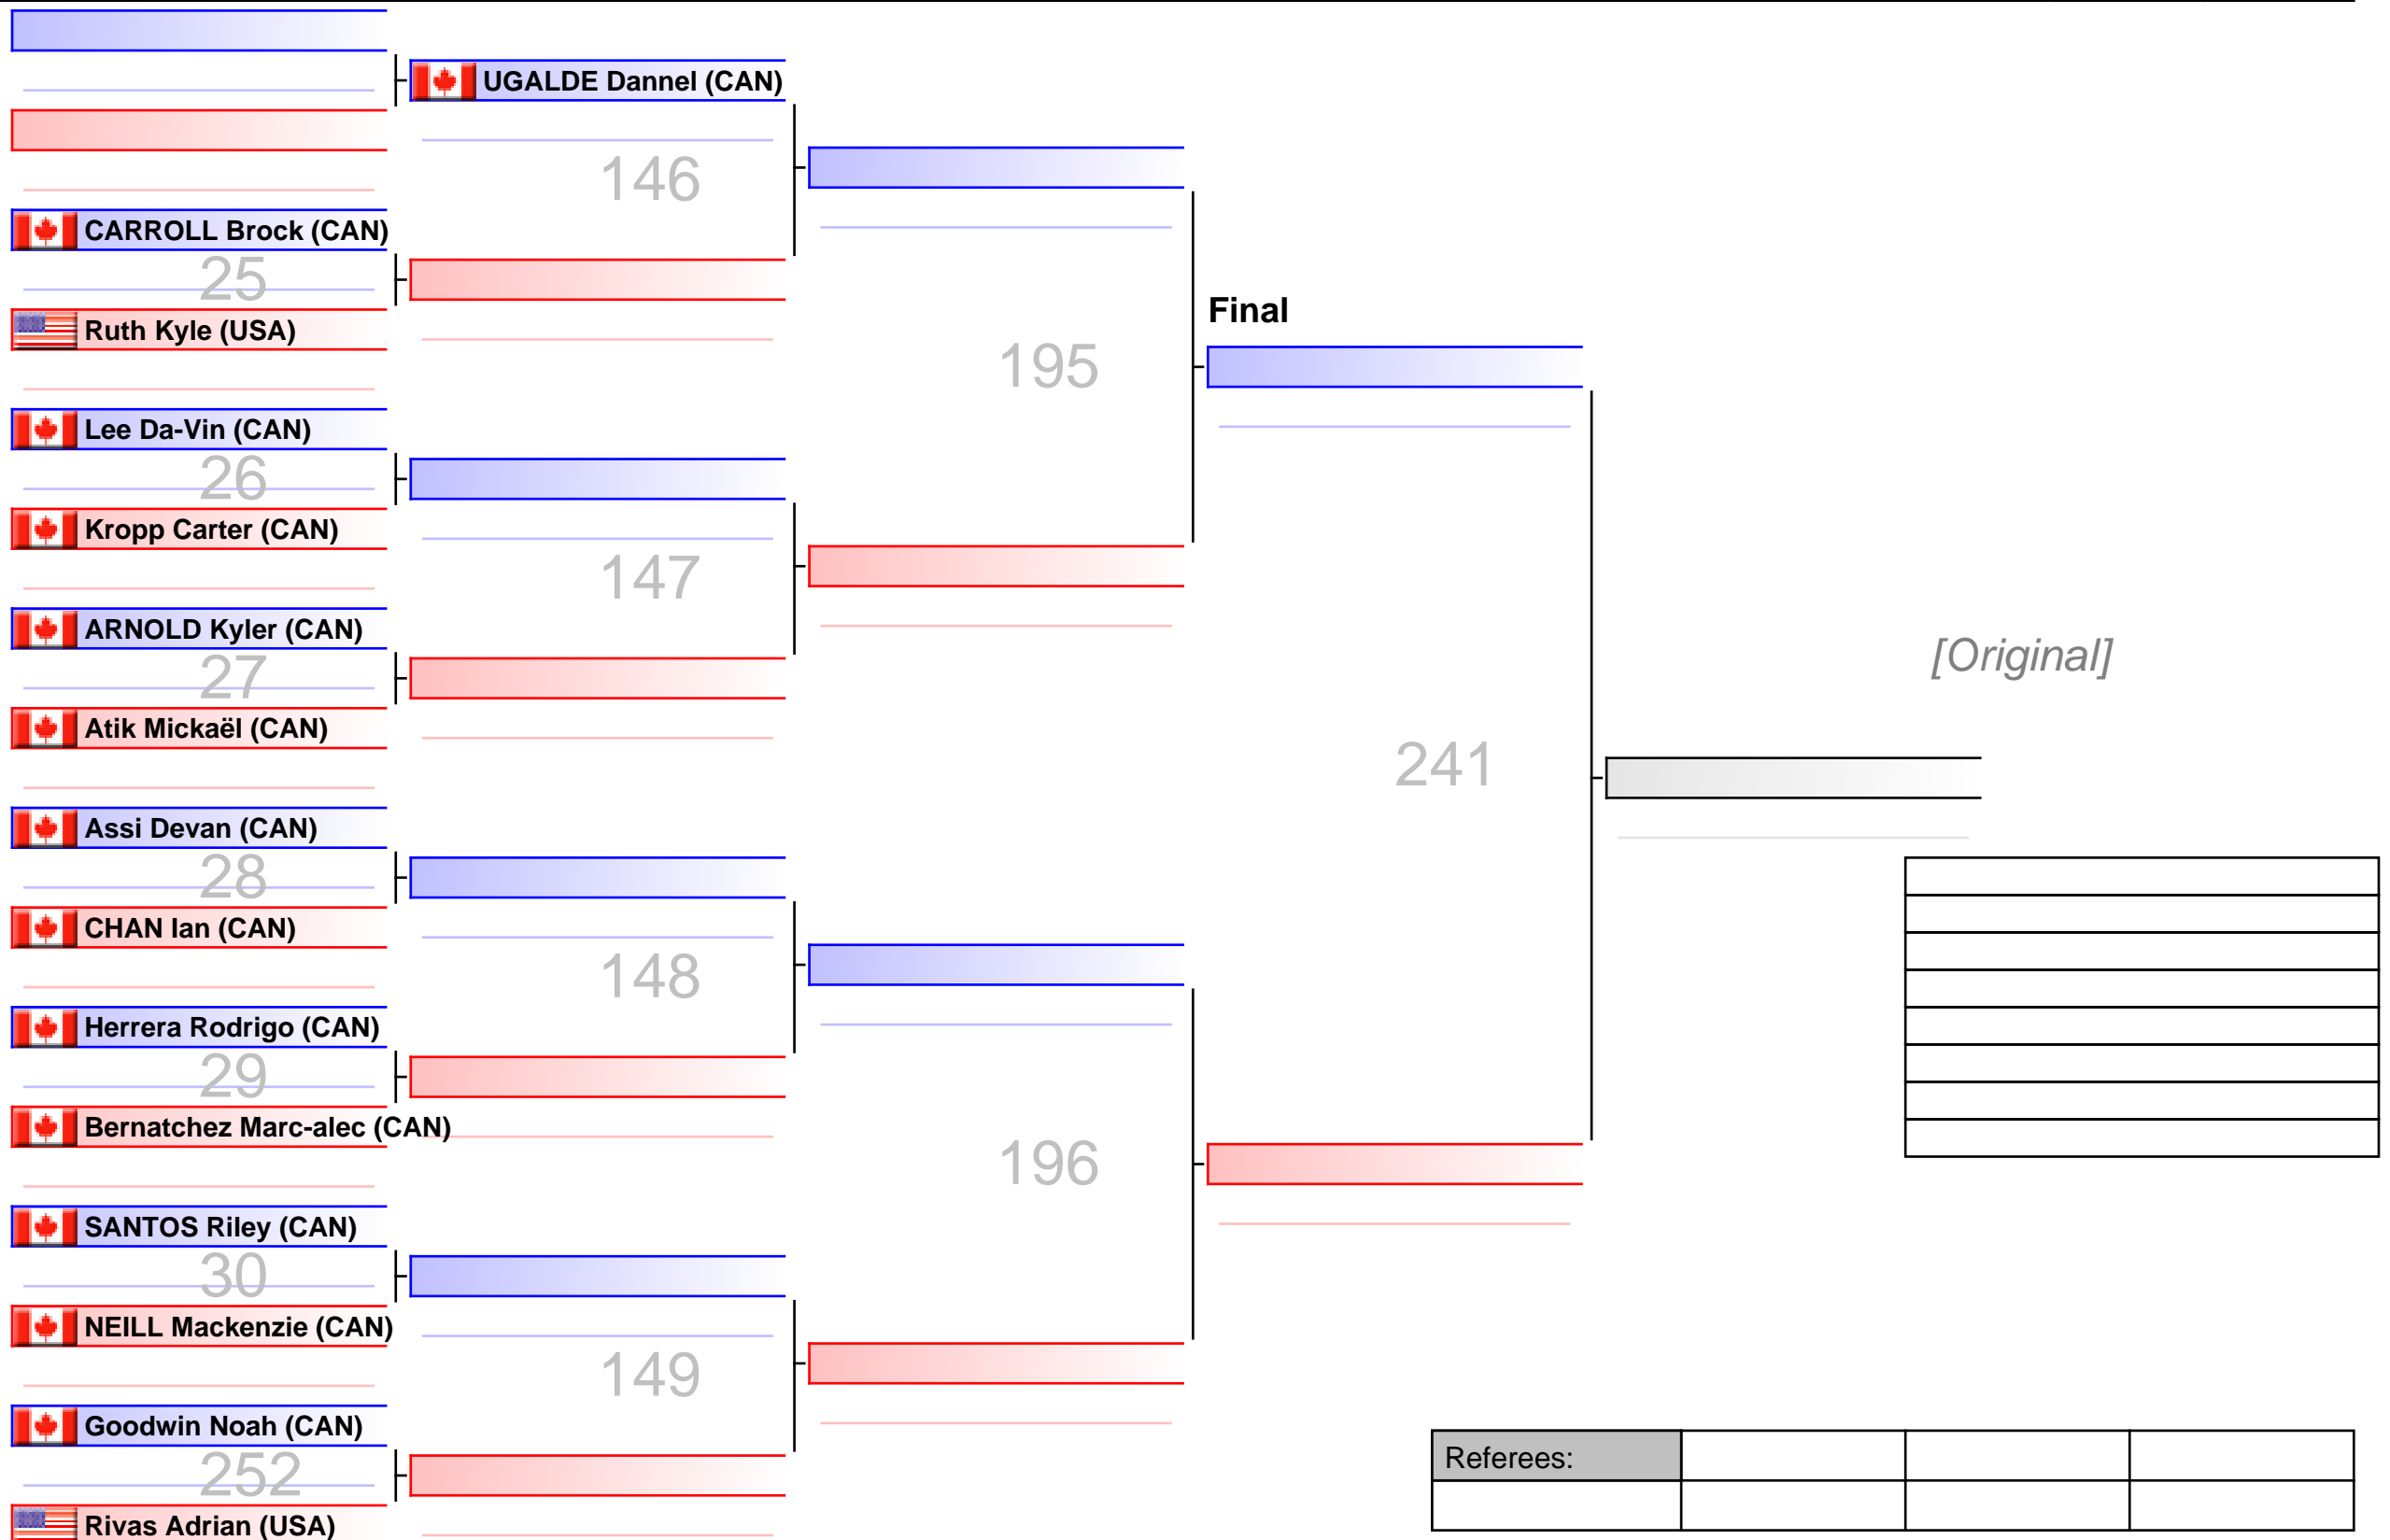 UGALDE Dannel (CAN)
146
CARROLL Brock (CAN)
25
Ruth Kyle (USA)
Final
195
Lee Da-Vin (CAN)
26
Kropp Carter (CAN)
147
ARNOLD Kyler (CAN)
27
[Original]
Atik Mickaël (CAN)
241
Assi Devan (CAN)
28
CHAN Ian (CAN)
148
Herrera Rodrigo (CAN)
29
Bernatchez Marc-alec (CAN)
196
SANTOS Riley (CAN)
30
NEILL Mackenzie (CAN)
149
Goodwin Noah (CAN)
252
Referees:
Rivas Adrian (USA)